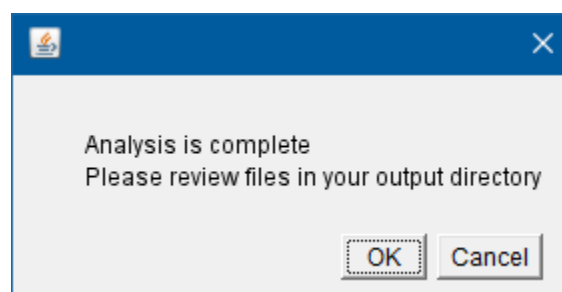 Analysis is complete
Please review files in your output directory
OK Cancel